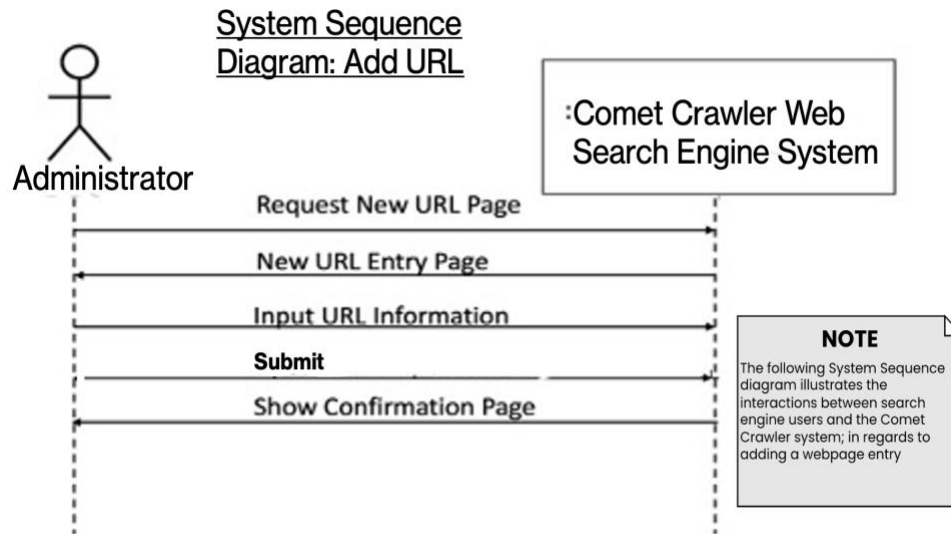 System Sequence
Diagram: Add URL
:Comet Crawler Web
Search Engine System
Administrator
Request New URL Page
New URL Entry Page
Input URL Information
Submit
Show Confirmation Page
NOTE
The following System Sequence
diagram illustrates the
interactions between search
engine users and the Comet
Crawler system; in regards to
adding a webpage entry